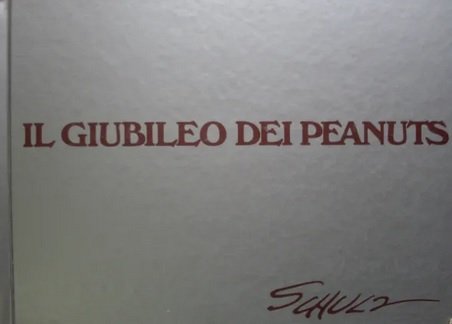 IL GIUBILEO DEI PEANUTS
SCHULZ